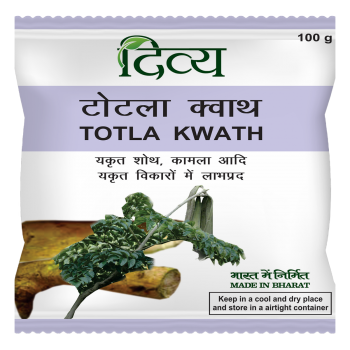 100 g
दिव्य
टोटला क्वाथ
TOTLA KWATH
यकृत शोथ, कामला आदि
यकृत विकारों में लाभप्रद
भारत में निर्मित
MADE IN BHARAT
Keep in a cool and dry place
and store in a airtight container